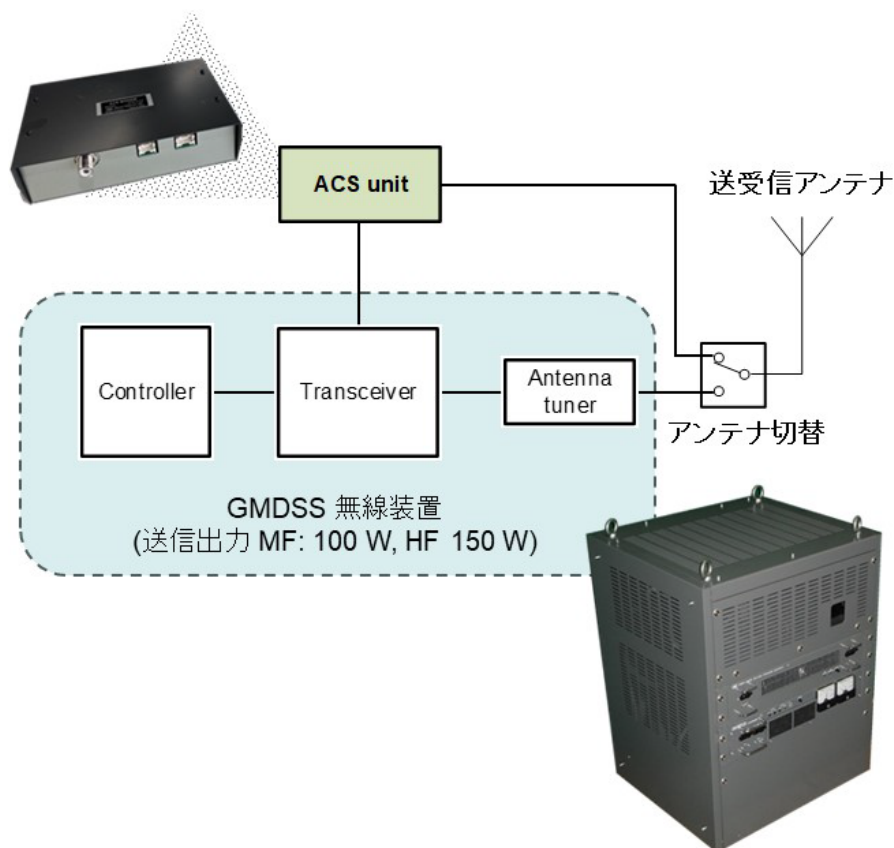 ACS unit
送受信アンテナ
Controller
Transceiver
Antenna
tuner
アンテナ切替
GMDSS 無線装置
(送信出力 MF: 100 W, HF 150 W)